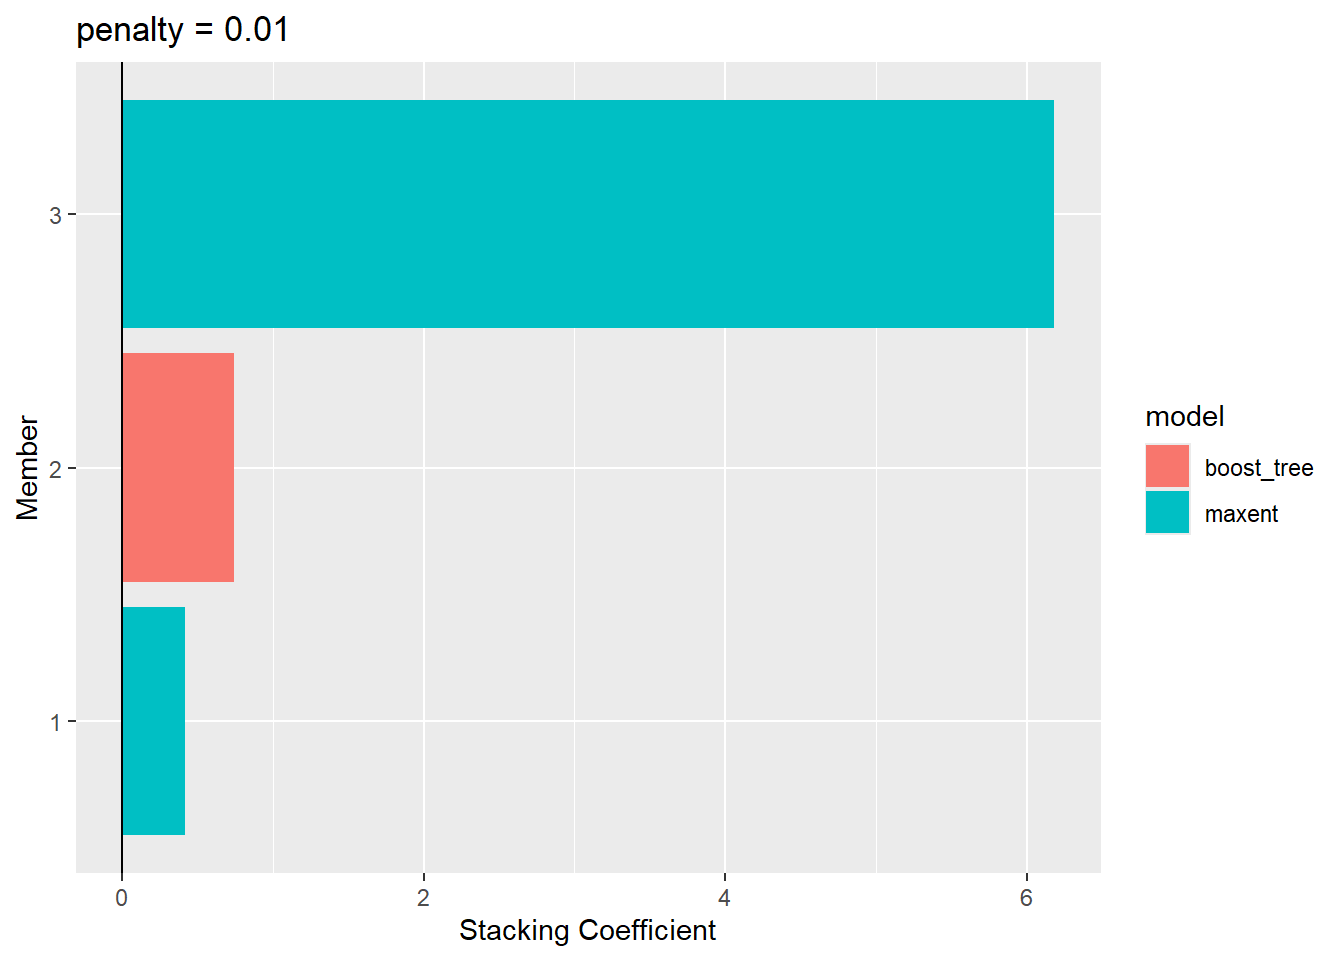 penalty = 0.01
3
2
1
Member
0 2 4 6
Stacking Coefficient
model
boost_tree
maxent